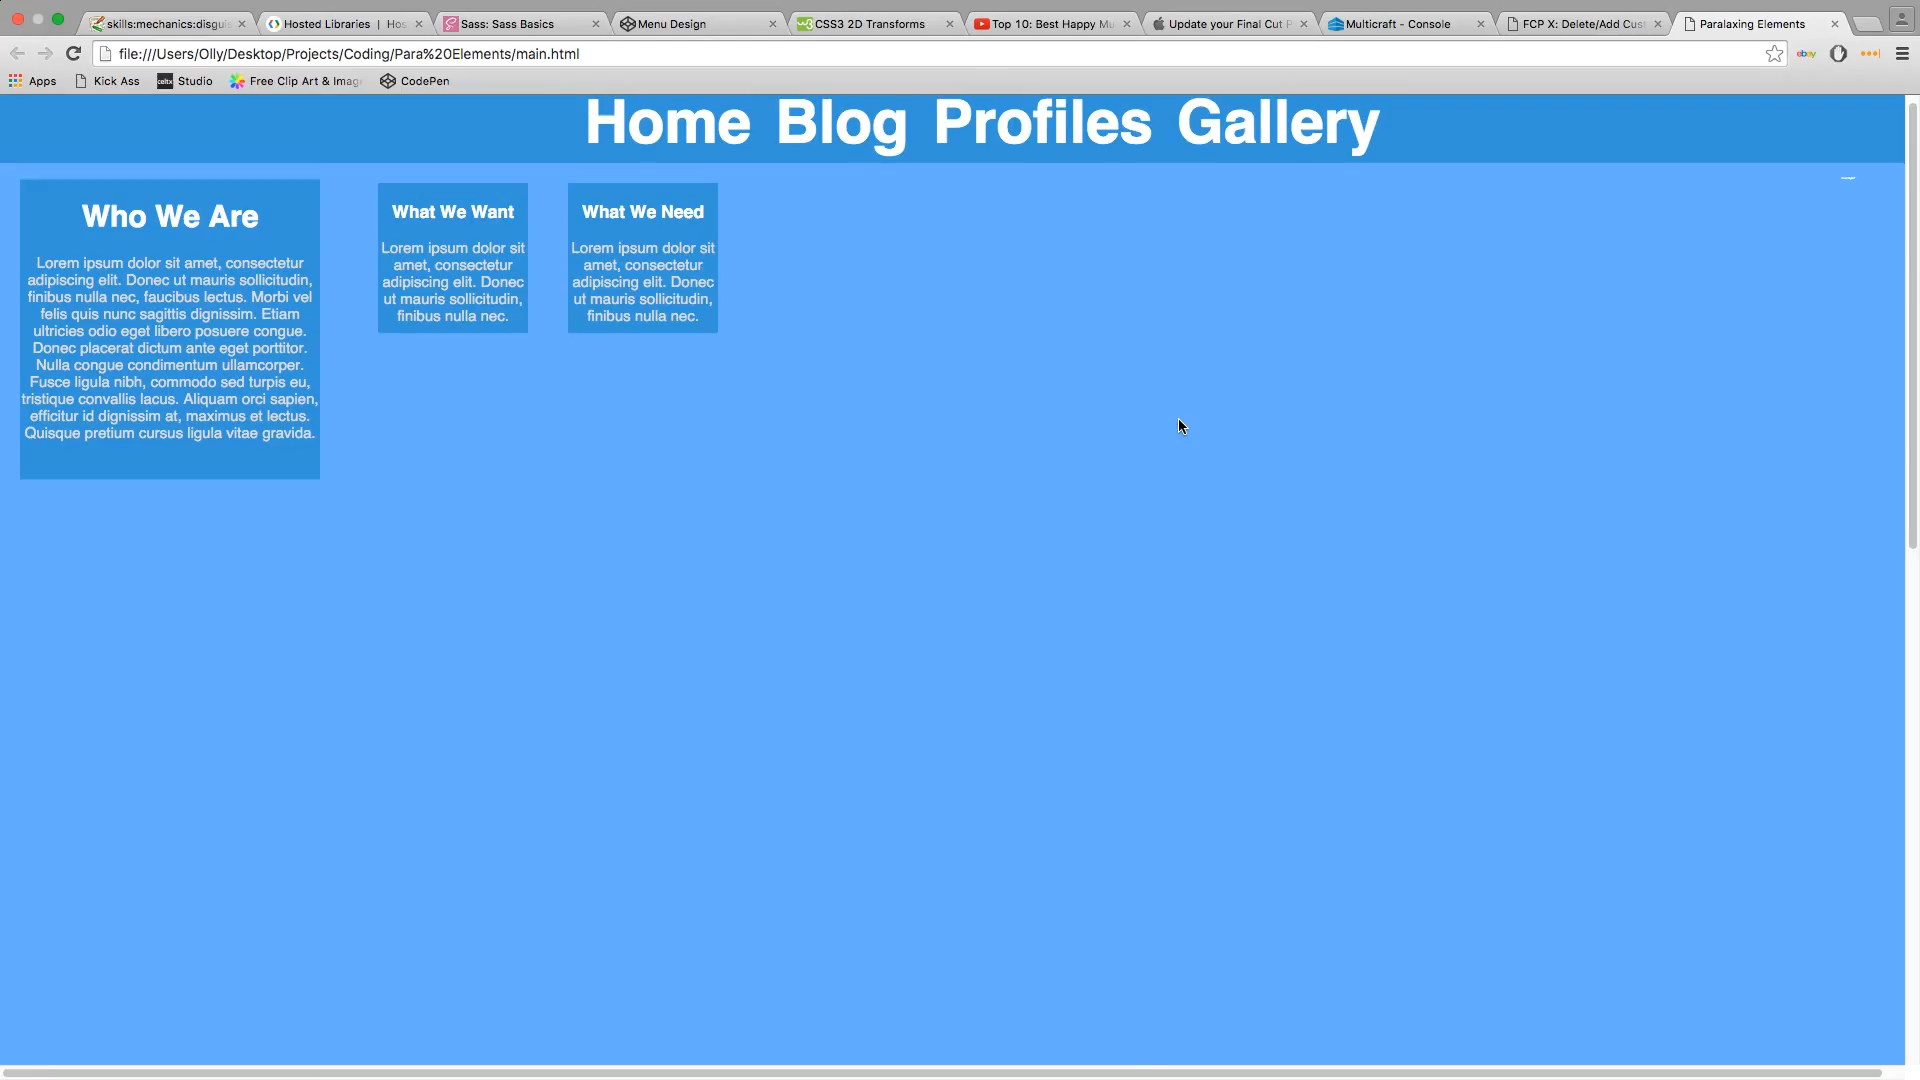 skills:mechanics:disgui
Hosted Libraries | Hos
Sass: Sass Basics
Menu Design
CSS3 2D Transforms
Top 10: Best Happy Mu
Update your Final Cut P
Multicraft - Console
FCP X: Delete/Add Cus
Paralaxing Elements
file:///Users/Olly/Desktop/Projects/Coding/Para%20Elements/main.html
ebay
Apps
Kick Ass
celtx
Studio
Free Clip Art & Imag
CodePen
Home Blog Profiles Gallery
Who We Are
Lorem ipsum dolor sit amet, consectetur
adipiscing elit. Donec ut mauris sollicitudin,
finibus nulla nec, faucibus lectus. Morbi vel
felis quis nunc sagittis dignissim. Etiam
ultricies odio eget libero posuere congue.
Donec placerat dictum ante eget porttitor.
Nulla congue condimentum ullamcorper.
Fusce ligula nibh, commodo sed turpis eu,
tristique convallis lacus. Aliquam orci sapien,
efficitur id dignissim at, maximus et lectus.
Quisque pretium cursus ligula vitae gravida.
What We Want
Lorem ipsum dolor sit
amet, consectetur
adipiscing elit. Donec
ut mauris sollicitudin,
finibus nulla nec.
What We Need
Lorem ipsum dolor sit
amet, consectetur
adipiscing elit. Donec
ut mauris sollicitudin,
finibus nulla nec.